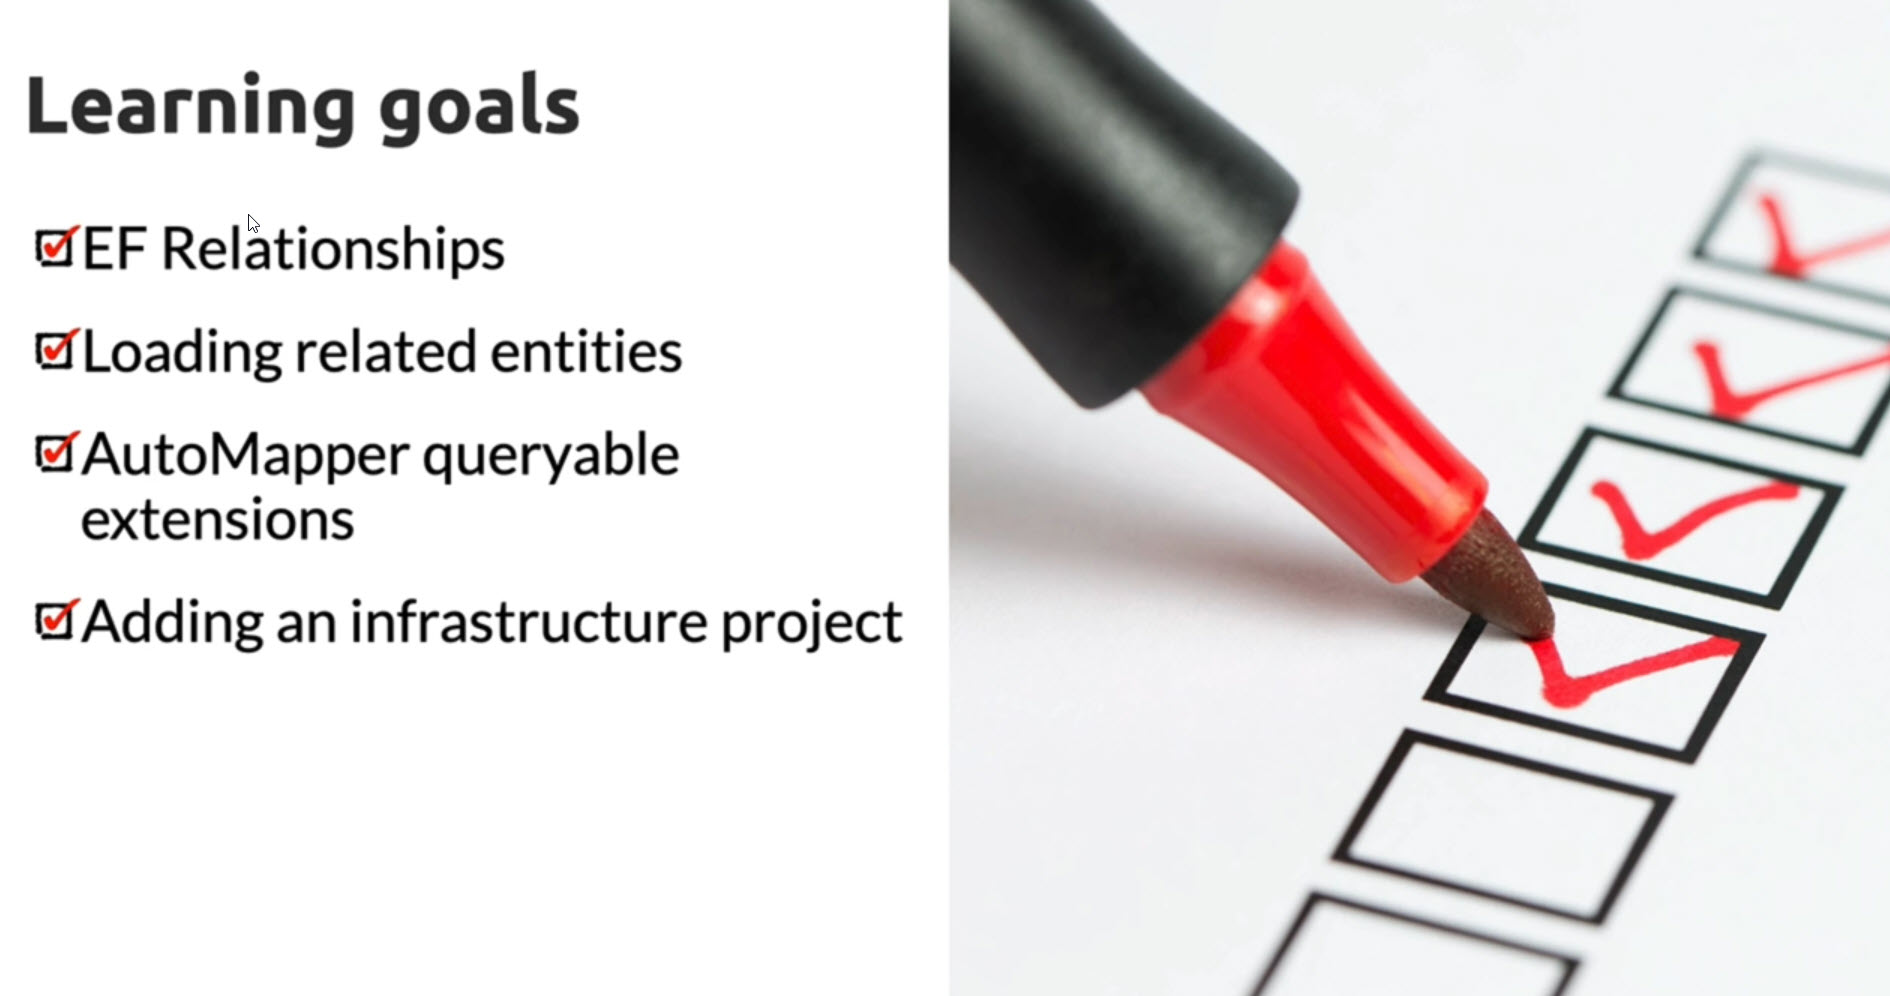 Learning goals
EF Relationships
Loading related entities
AutoMapper queryable
extensions
Adding an infrastructure project